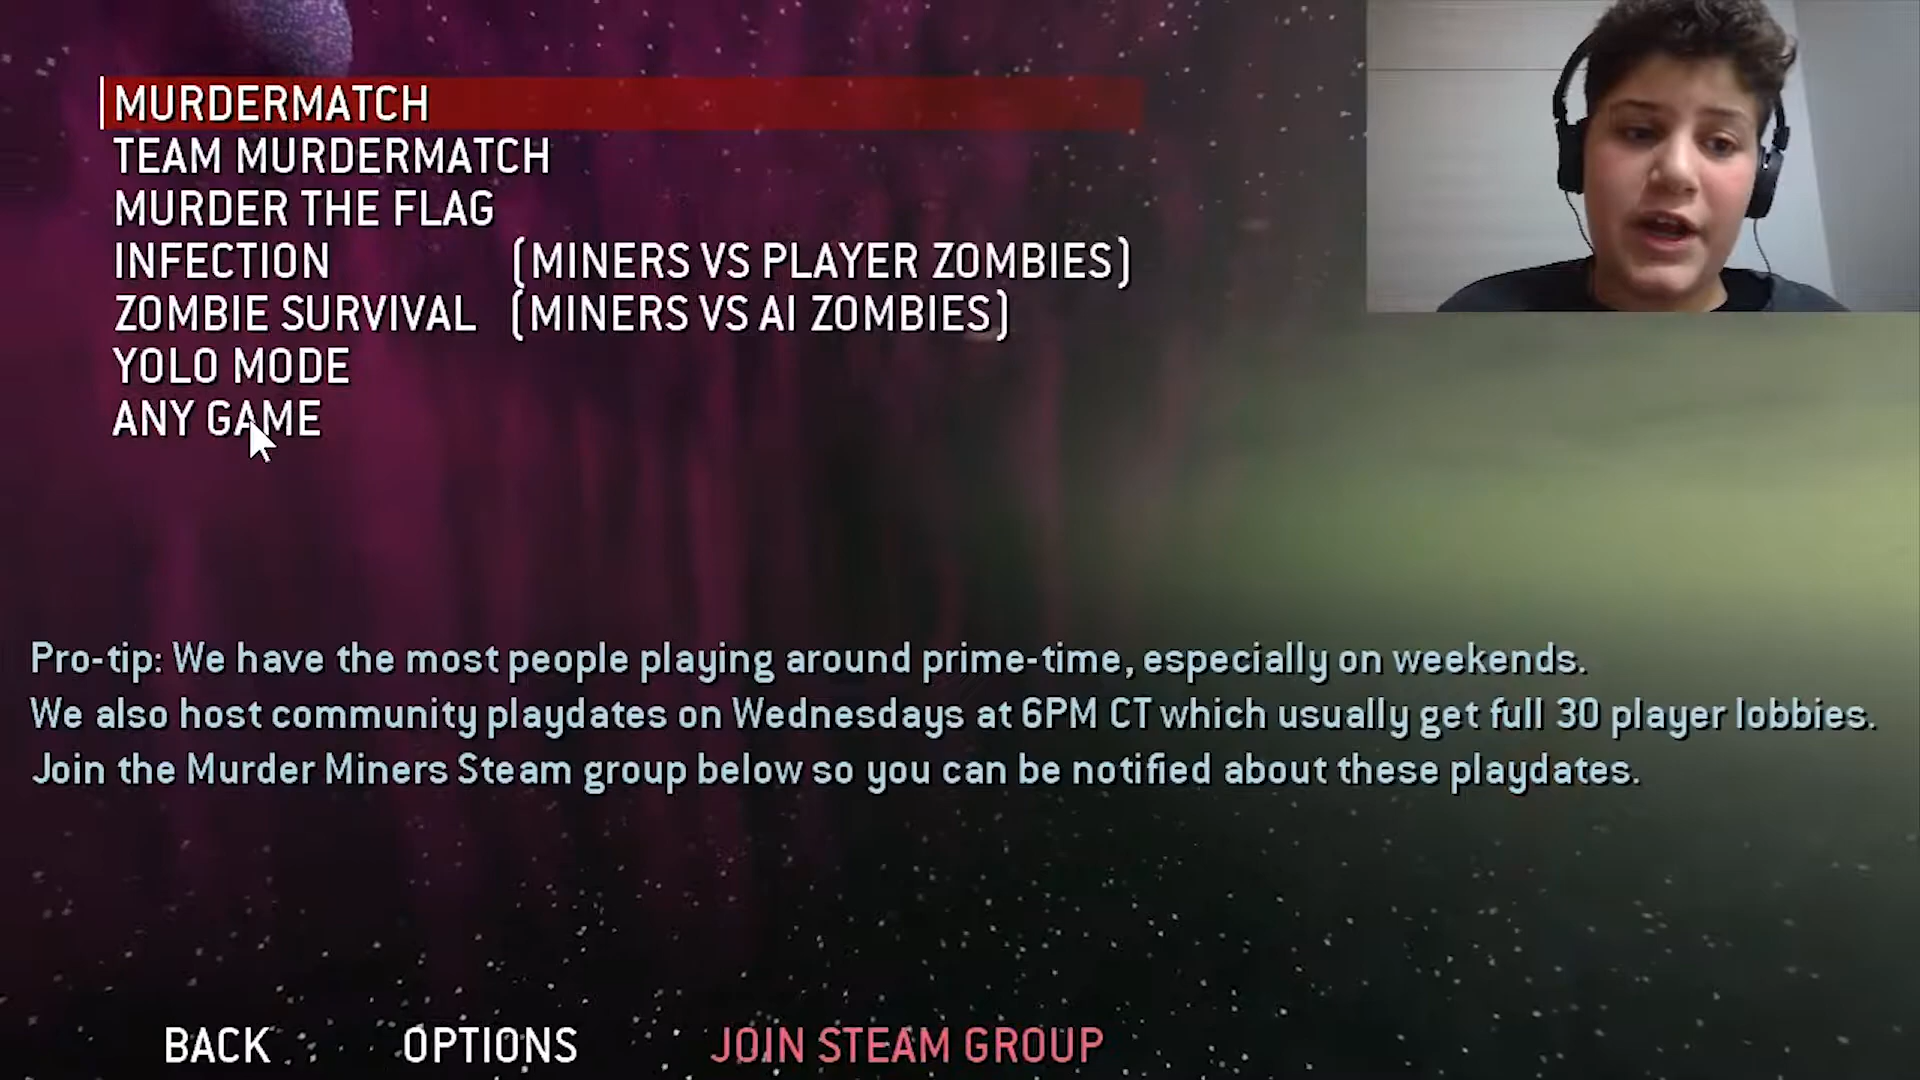 MURDERMATCH
TEAM MURDERMATCH
MURDER THE FLAG
INFECTION (MINERS VS PLAYER ZOMBIES)
ZOMBIE SURVIVAL (MINERS VS AI ZOMBIES)
YOLO MODE
ANY GAME
Pro-tip: We have the most people playing around prime-time, especially on weekends.
We also host community playdates on Wednesdays at 6PM CT which usually get full 30 player lobbies.
Join the Murder Miners Steam group below so you can be notified about these playdates.
BACK OPTIONS JOIN STEAM GROUP